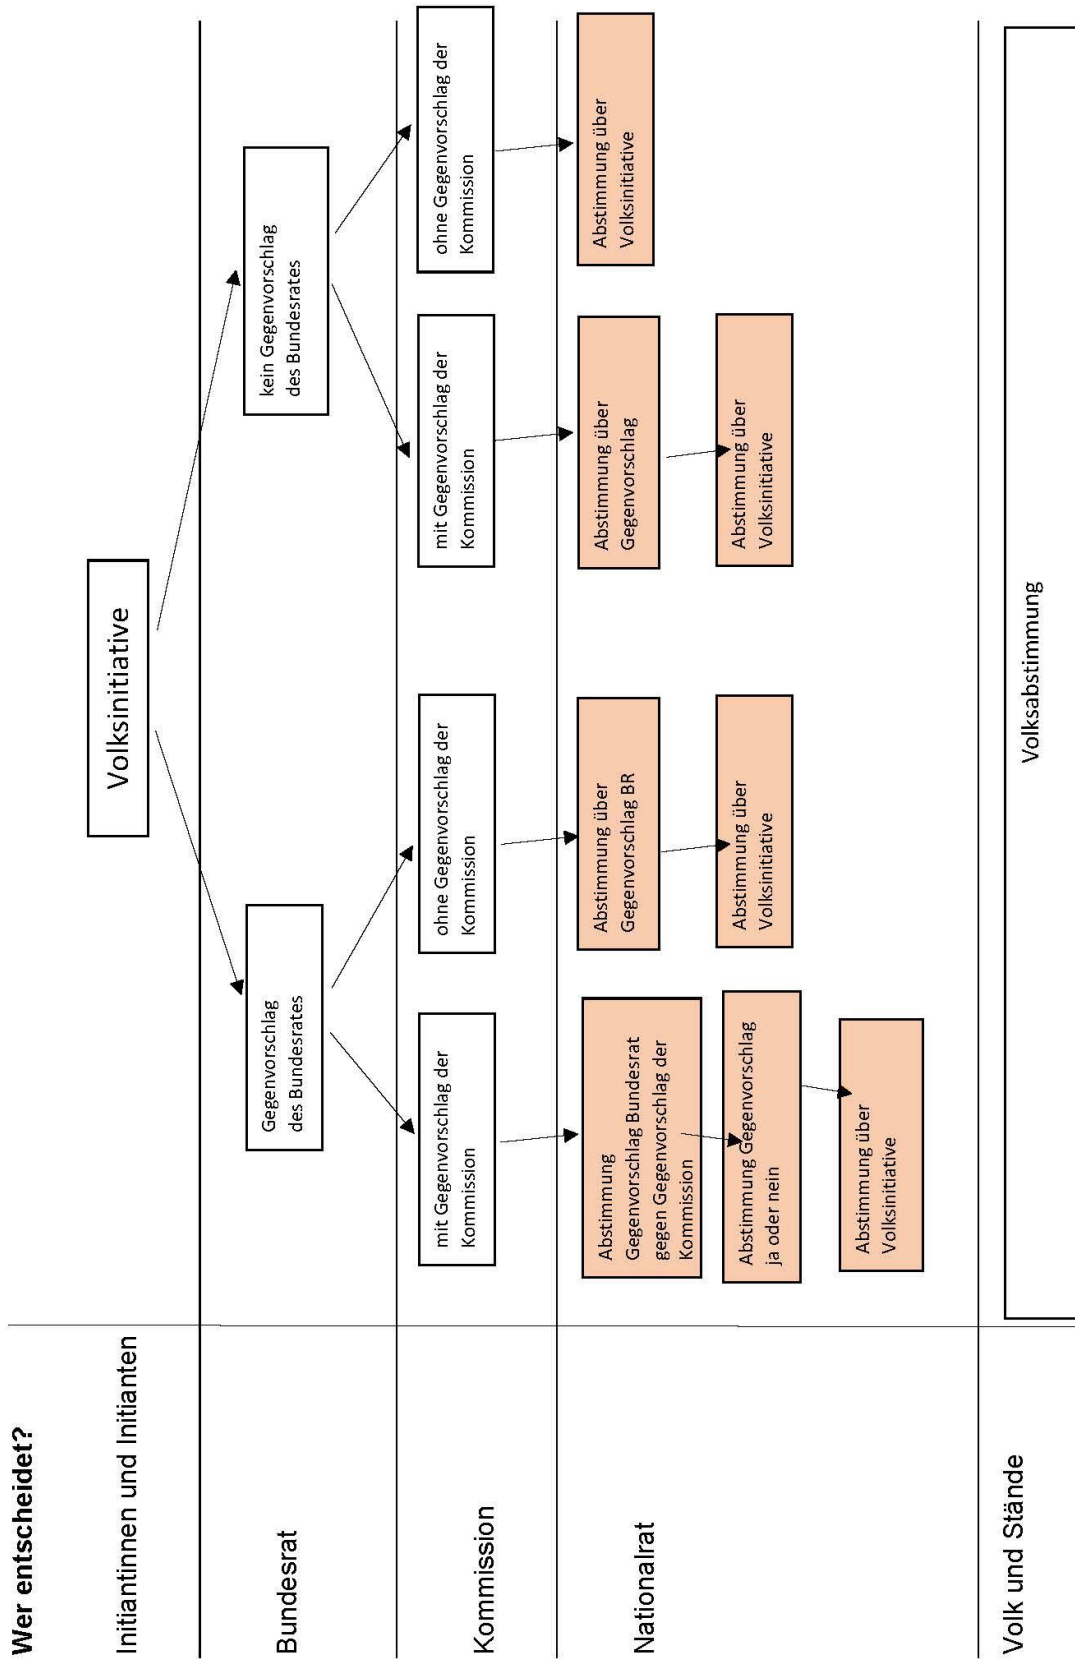 Wer entscheidet?
Initiantinnen und Initianten
Volksinitiative
Bundesrat
Gegenvorschlag
des Bundesrates
kein Gegenvorschlag
des Bundesrates
Kommission
mit Gegenvorschlag der
Kommission
ohne Gegenvorschlag der
Kommission
mit Gegenvorschlag der
Kommission
ohne Gegenvorschlag der
Kommission
Nationalrat
Abstimmung
Gegenvorschlag Bundesrat
gegen Gegenvorschlag der
Kommission
Abstimmung über
Gegenvorschlag BR
Abstimmung über
Gegenvorschlag
Abstimmung über
Volksinitiative
Abstimmung Gegenvorschlag
ja oder nein
Abstimmung über
Volksinitiative
Abstimmung über
Volksinitiative
Abstimmung über
Volksinitiative
Volk und Stände
Volksabstimmung